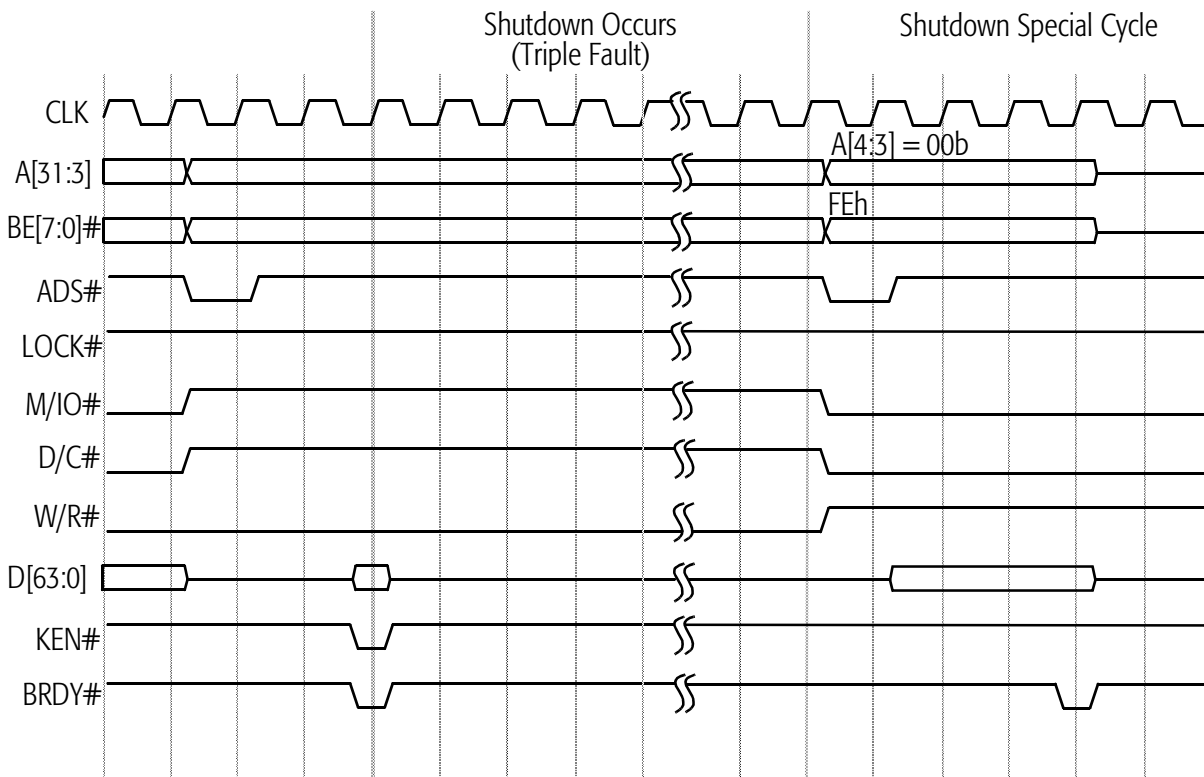 Shutdown Occurs
(Triple Fault)
Shutdown Special Cycle
CLK
A[4:3] = 00b
A[31:3]
FEh
BE[7:0]#
ADS#
LOCK#
M/IO#
D/C#
W/R#
D[63:0]
KEN#
BRDY#